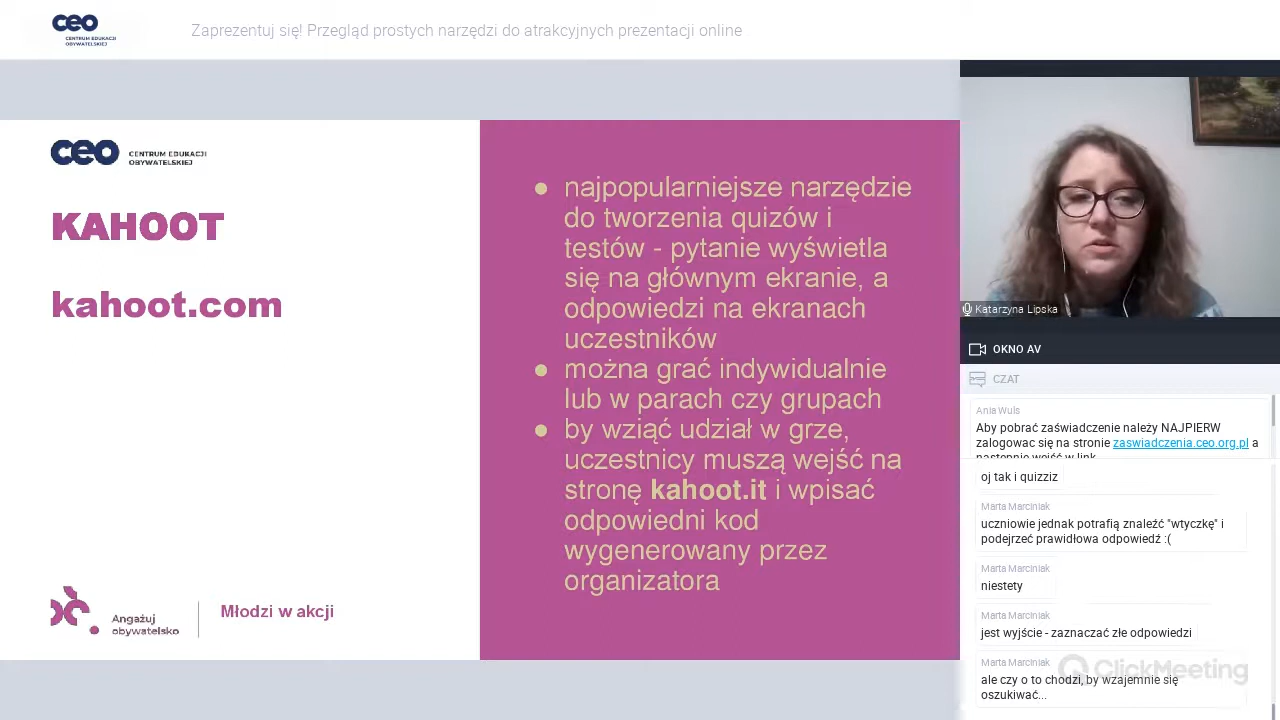 ceo
CENTRUM EDUKACJI
OBYWATELSKIEJ
Zaprezentuj się! Przegląd prostych narzędzi do atrakcyjnych prezentacji online
ceo
CENTRUM EDUKACJI
OBYWATELSKIEJ
KAHOOT
kahoot.com
Angażuj
obywatelsko
Młodzi w akcji
● najpopularniejsze narzędzie
do tworzenia quizów i
testów - pytanie wyświetla
się na głównym ekranie, a
odpowiedzi na ekranach
uczestników
● można grać indywidualnie
lub w parach czy grupach
● by wziąć udział w grze,
uczestnicy muszą wejść na
stronę kahoot.it i wpisać
odpowiedni kod
wygenerowany przez
organizatora
Katarzyna Lipska
OKNO AV
CZAT
Ania Wuls
Aby pobrać zaświadczenie należy NAJPIERW
zalogowac się na stronie zaswiadczenia.ceo.org.pl a
następnie wejść w link
oj tak i quizziz
Marta Marciniak
uczniowie jednak potrafią znaleźć "wtyczkę" i
podejrzeć prawidłowa odpowiedź :(
Marta Marciniak
niestety
Marta Marciniak
jest wyjście - zaznaczać złe odpowiedzi
Marta Marciniak
ale czy o to chodzi, by wzajemnie się
oszukiwać...
ClickMeeting